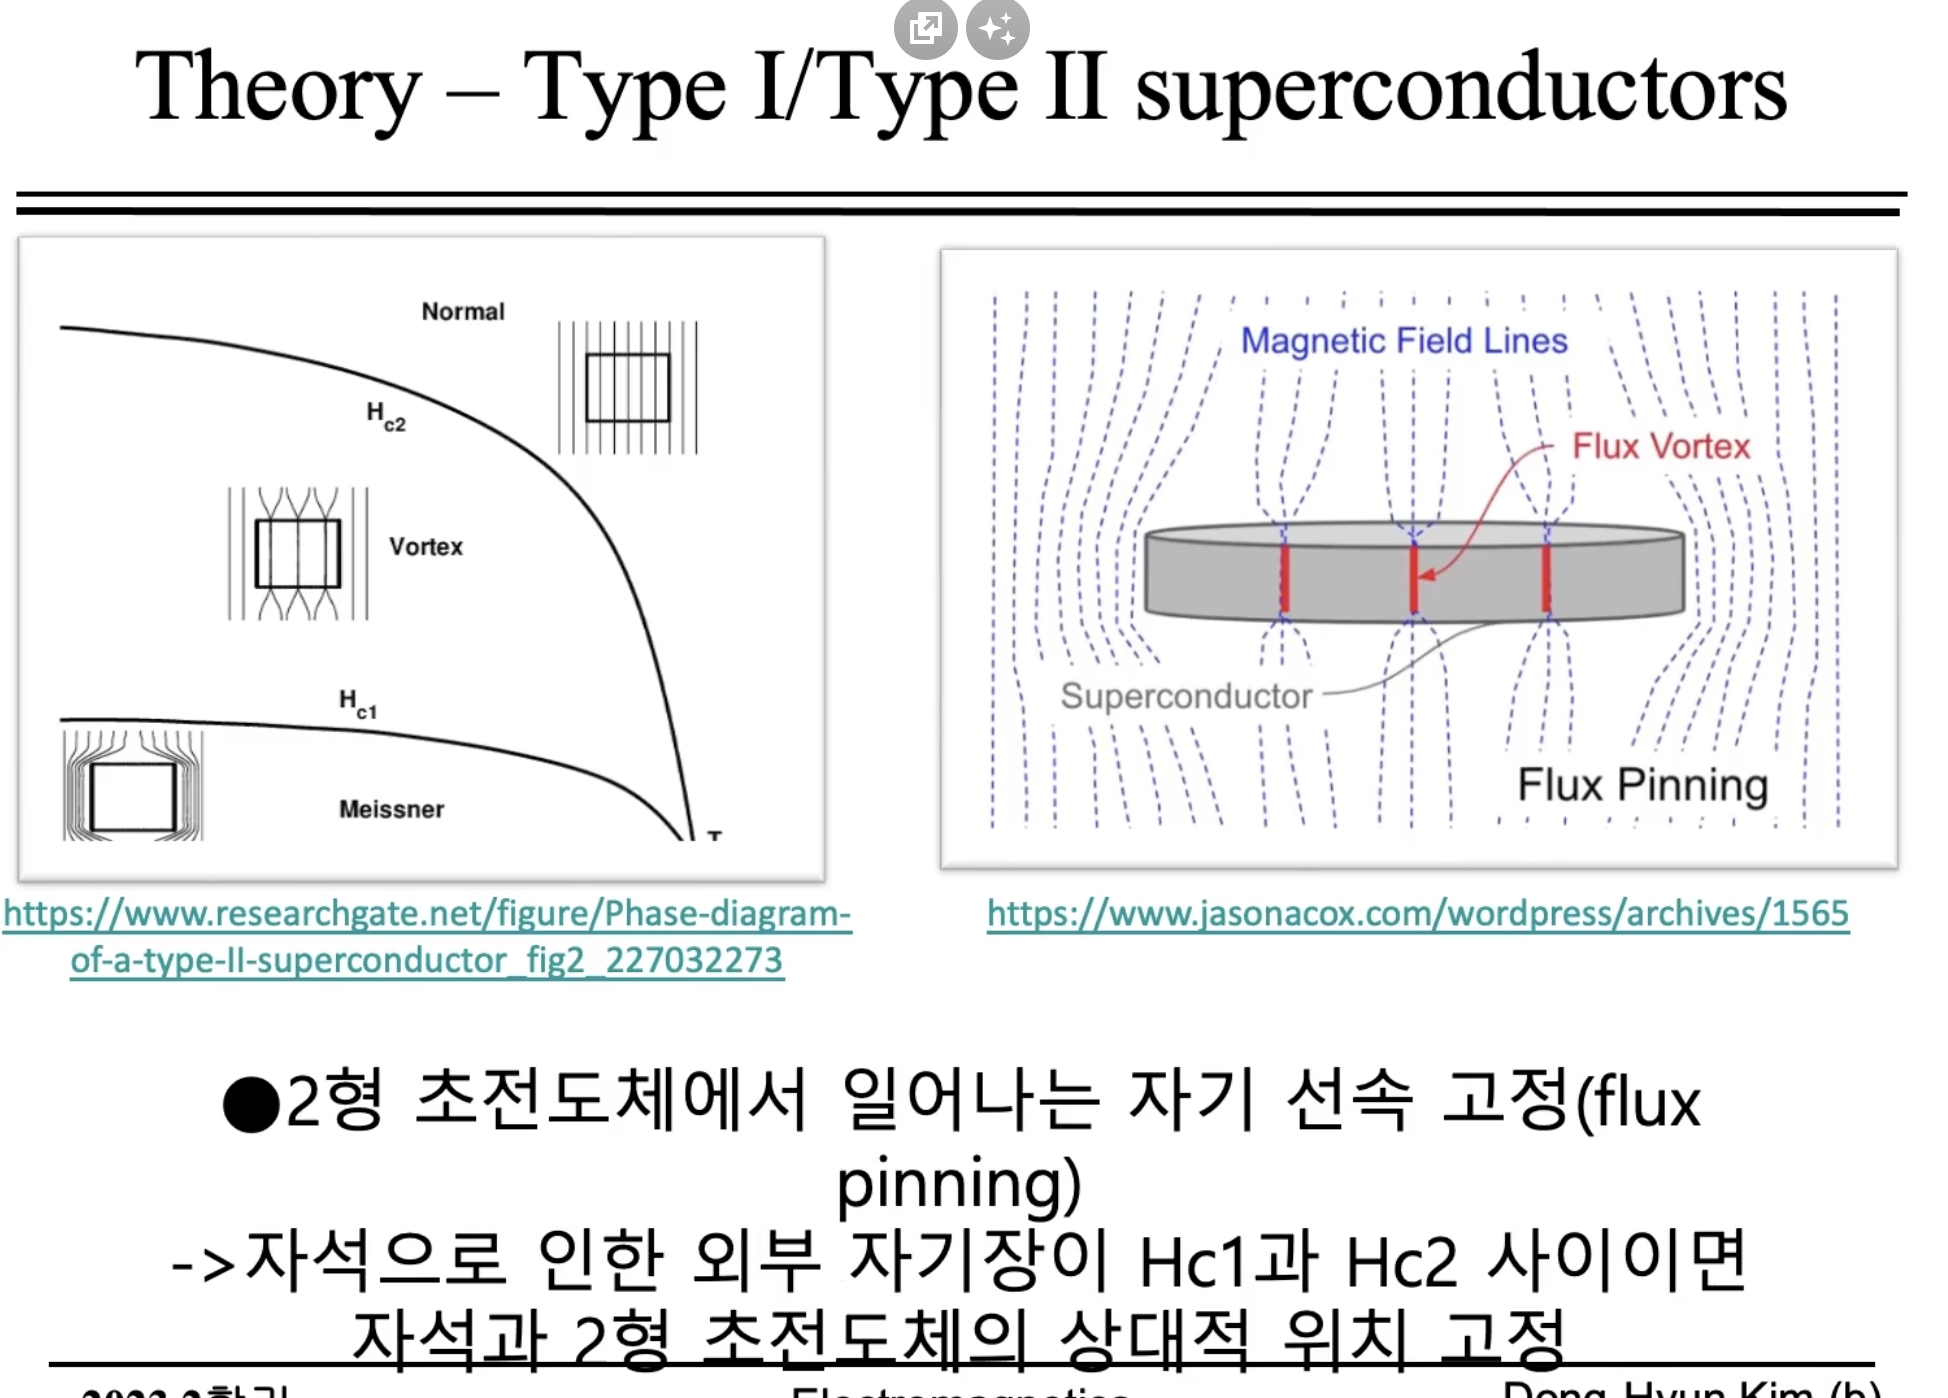 Theory – Type I/Type II superconductors
Normal
H_c2
Vortex
H_c1
Meissner
T
Magnetic Field Lines
Flux Vortex
Superconductor
Flux Pinning
https://www.researchgate.net/figure/Phase-diagram-
of-a-type-II-superconductor_fig2_227032273
https://www.jasonacox.com/wordpress/archives/1565
●2형 초전도체에서 일어나는 자기 선속 고정(flux
pinning)
->자석으로 인한 외부 자기장이 Hc1과 Hc2 사이이면
자석과 2형 초전도체의 상대적 위치 고정
Electromagnetics
Dong-Hyun Kim (b)